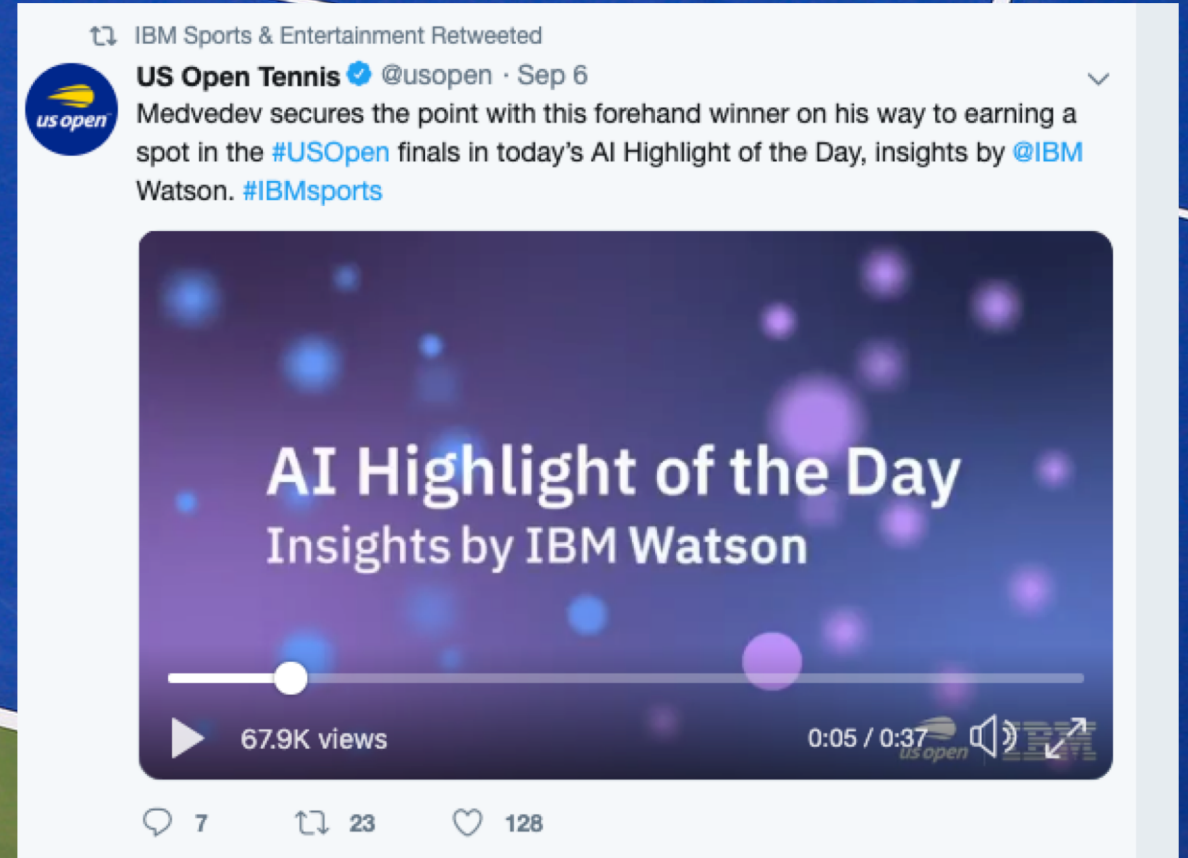 IBM Sports & Entertainment Retweeted
US Open Tennis @usopen · Sep 6
us open
Medvedev secures the point with this forehand winner on his way to earning a
spot in the #USOpen finals in today's AI Highlight of the Day, insights by @IBM
Watson. #IBMsports
AI Highlight of the Day
Insights by IBM Watson
67.9K views
0:05 / 0:37
us open
IBM
7
23
128